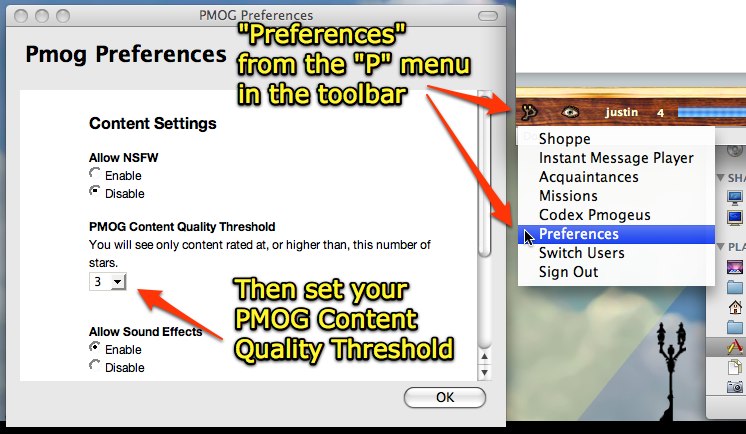 PMOG Preferences
Pmog Preferences
"Preferences"
from the "P" menu
in the toolbar
Content Settings
Allow NSFW
Enable
Disable
PMOG Content Quality Threshold
You will see only content rated at, or higher than, this number of
stars.
3
Then set your
PMOG Content
Quality Threshold
Allow Sound Effects
Enable
Disable
OK
justin 4
Shoppe
Instant Message Player
Acquaintances
Missions
Codex Pmogeus
Preferences
Switch Users
Sign Out
SHA
PLA